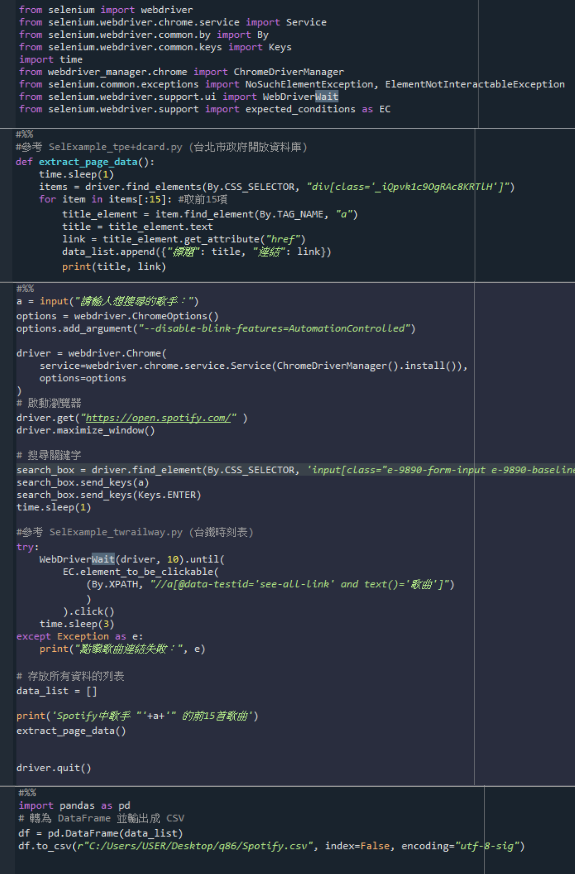 from selenium import webdriver
from selenium.webdriver.chrome.service import Service
from selenium.webdriver.common.by import By
from selenium.webdriver.common.keys import Keys
import time
from webdriver_manager.chrome import ChromeDriverManager
from selenium.common.exceptions import NoSuchElementException, ElementNotInteractableException
from selenium.webdriver.support.ui import WebDriverWait
from selenium.webdriver.support import expected_conditions as EC
#%%
#參考 SelExample_tpe+dcard.py (台北市政府開放資料庫)
def extract_page_data():
    time.sleep(1)
    items = driver.find_elements(By.CSS_SELECTOR, "div[class='_iQpvk1c9OgRAc8KRTlH']")
    for item in items[:15]: #取前15項
        title_element = item.find_element(By.TAG_NAME, "a")
        title = title_element.text
        link = title_element.get_attribute("href")
        data_list.append({"標題": title, "連結": link})
        print(title, link)
#%%
a = input("請輸入想搜尋的歌手：")
options = webdriver.ChromeOptions()
options.add_argument("--disable-blink-features=AutomationControlled")
driver = webdriver.Chrome(
    service=webdriver.chrome.service.Service(ChromeDriverManager().install()),
    options=options
)
# 啟動瀏覽器
driver.get("https://open.spotify.com/" )
driver.maximize_window()
# 搜尋關鍵字
search_box = driver.find_element(By.CSS_SELECTOR, 'input[class="e-9890-form-input e-9890-baseline
search_box.send_keys(a)
search_box.send_keys(Keys.ENTER)
time.sleep(1)
#參考 SelExample_twrailway.py (台鐵時刻表)
try:
    WebDriverWait(driver, 10).until(
        EC.element_to_be_clickable(
            (By.XPATH, "//a[@data-testid='see-all-link' and text()='歌曲']")
            )
        ).click()
    time.sleep(3)
except Exception as e:
    print("點擊歌曲連結失敗：", e)
# 存放所有資料的列表
data_list = []
print('Spotify中歌手 "'+a+'" 的前15首歌曲')
extract_page_data()
driver.quit()
#%%
import pandas as pd
# 轉為 DataFrame 並輸出成 CSV
df = pd.DataFrame(data_list)
df.to_csv(r"C:/Users/USER/Desktop/q86/Spotify.csv", index=False, encoding="utf-8-sig")